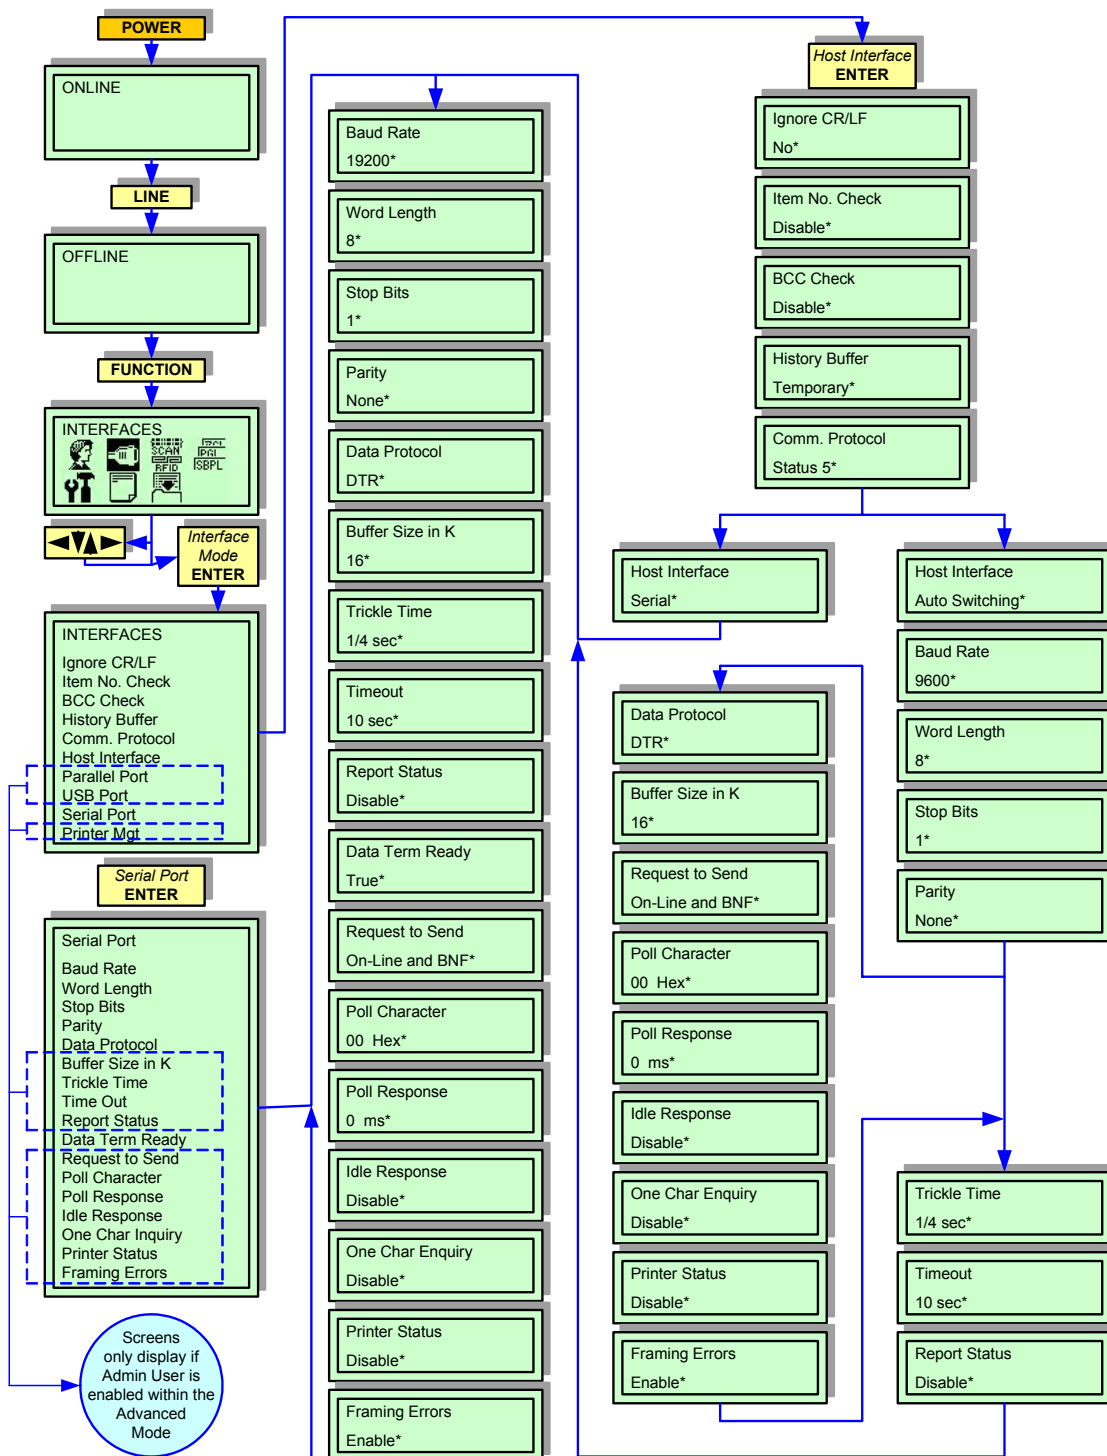 POWER
ONLINE
LINE
OFFLINE
FUNCTION
INTERFACES
SCAN
RFID
PGL
SBPL
Interface
Mode
ENTER
INTERFACES
Ignore CR/LF
Item No. Check
BCC Check
History Buffer
Comm. Protocol
Host Interface
Parallel Port
USB Port
Serial Port
Printer Mgt
Serial Port
ENTER
Serial Port
Baud Rate
Word Length
Stop Bits
Parity
Data Protocol
Buffer Size in K
Trickle Time
Time Out
Report Status
Data Term Ready
Request to Send
Poll Character
Poll Response
Idle Response
One Char Inquiry
Printer Status
Framing Errors
Screens
only display if
Admin User is
enabled within the
Advanced
Mode
Baud Rate
19200*
Word Length
8*
Stop Bits
1*
Parity
None*
Data Protocol
DTR*
Buffer Size in K
16*
Trickle Time
1/4 sec*
Timeout
10 sec*
Report Status
Disable*
Data Term Ready
True*
Request to Send
On-Line and BNF*
Poll Character
00 Hex*
Poll Response
0 ms*
Idle Response
Disable*
One Char Enquiry
Disable*
Printer Status
Disable*
Framing Errors
Enable*
Host Interface
ENTER
Ignore CR/LF
No*
Item No. Check
Disable*
BCC Check
Disable*
History Buffer
Temporary*
Comm. Protocol
Status 5*
Host Interface
Serial*
Data Protocol
DTR*
Buffer Size in K
16*
Request to Send
On-Line and BNF*
Poll Character
00 Hex*
Poll Response
0 ms*
Idle Response
Disable*
One Char Enquiry
Disable*
Printer Status
Disable*
Framing Errors
Enable*
Host Interface
Auto Switching*
Baud Rate
9600*
Word Length
8*
Stop Bits
1*
Parity
None*
Trickle Time
1/4 sec*
Timeout
10 sec*
Report Status
Disable*